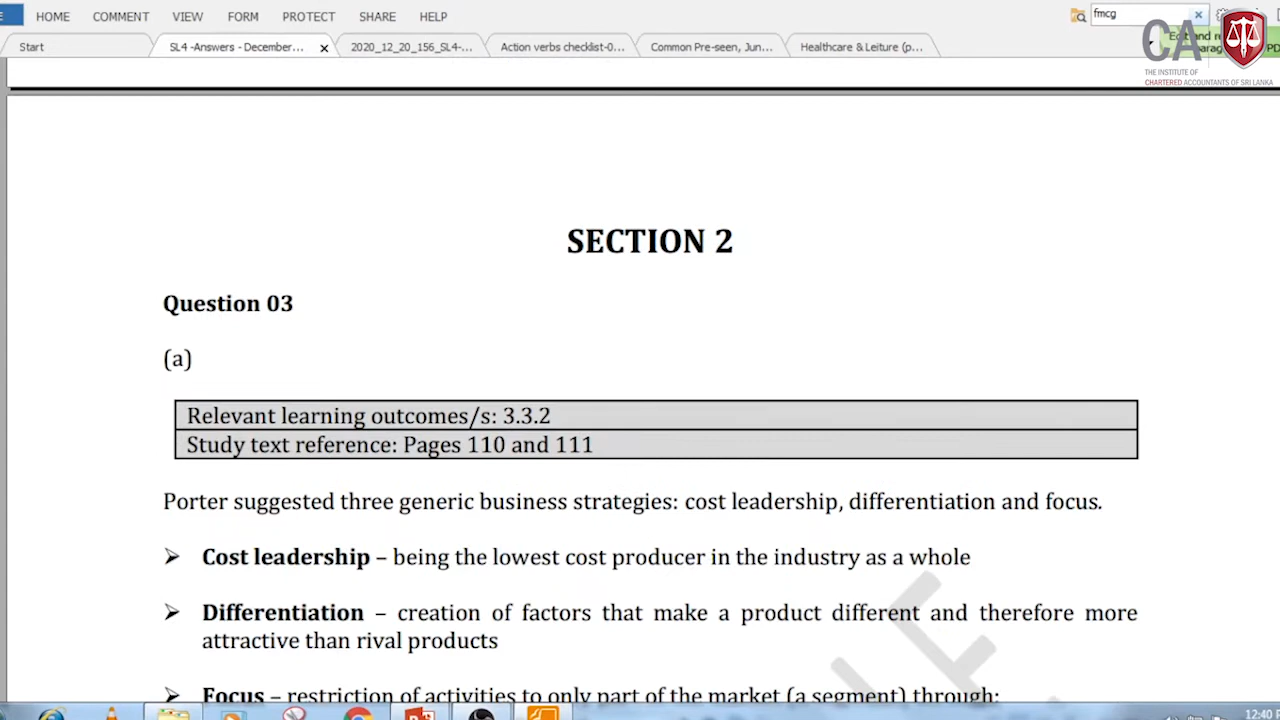 HOME COMMENT VIEW FORM PROTECT SHARE HELP
fmcg
Start
SL4 -Answers - December...
2020_12_20_156_SL4-...
Action verbs checklist-0...
Common Pre-seen, Jun...
Healthcare & Leiture (p...
CA
THE INSTITUTE OF
CHARTERED ACCOUNTANTS OF SRI LANKA
SECTION 2
Question 03
(a)
Relevant learning outcomes/s: 3.3.2
Study text reference: Pages 110 and 111
Porter suggested three generic business strategies: cost leadership, differentiation and focus.
➢ Cost leadership – being the lowest cost producer in the industry as a whole
➢ Differentiation – creation of factors that make a product different and therefore more
attractive than rival products
➢ Focus – restriction of activities to only part of the market (a segment) through:
12:40 P